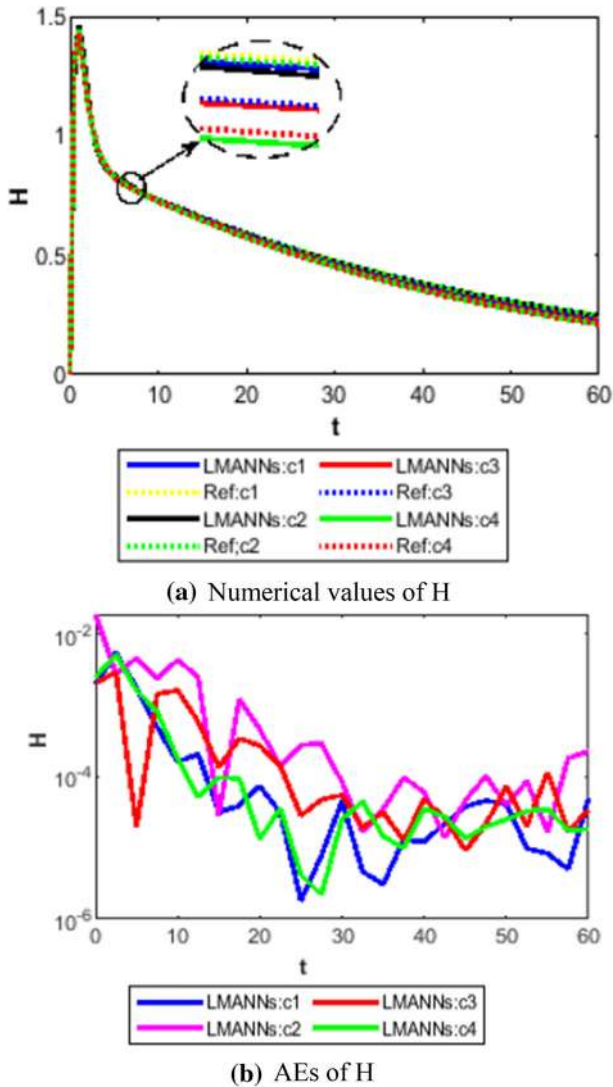 1.5
1
0.5
0
H
0 10 20 30 40 50 60
t
LMANNs:c1 LMANNs:c3
Ref:c1 Ref:c3
LMANNs:c2 LMANNs:c4
Ref;c2 Ref:c4
(a) Numerical values of H
10-2
10-4
10-6
H
0 10 20 30 40 50 60
t
LMANNs:c1 LMANNs:c3
LMANNs:c2 LMANNs:c4
(b) AEs of H